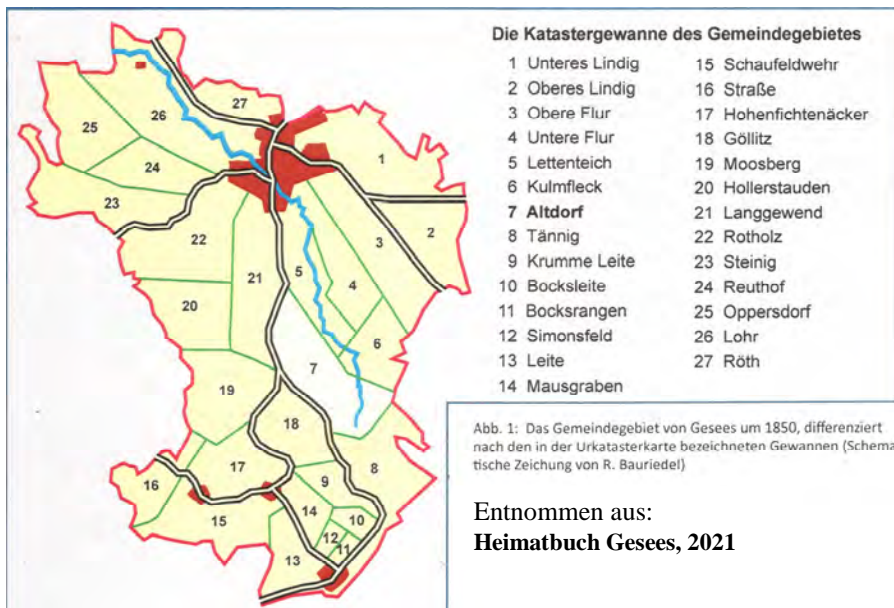 Die Katastergewanne des Gemeindegebietes
1 Unteres Lindig
2 Oberes Lindig
3 Obere Flur
4 Untere Flur
5 Lettenteich
6 Kulmfleck
7 Altdorf
8 Tännig
9 Krumme Leite
10 Bocksleite
11 Bocksrangen
12 Simonsfeld
13 Leite
14 Mausgraben
15 Schaufeldwehr
16 Straße
17 Hohenfichtenäcker
18 Göllitz
19 Moosberg
20 Hollerstauden
21 Langgewend
22 Rotholz
23 Steinig
24 Reuthof
25 Oppersdorf
26 Lohr
27 Röth
Abb. 1: Das Gemeindegebiet von Gesees um 1850, differenziert
nach den in der Urkatasterkarte bezeichneten Gewannen (Schema-
tische Zeichung von R. Bauriedel)
Entnommen aus:
Heimatbuch Gesees, 2021
27
26
25
1
24
23
2
22
3
21
5
4
20
6
7
19
18
17
8
9
16
14
10
15
12
11
13